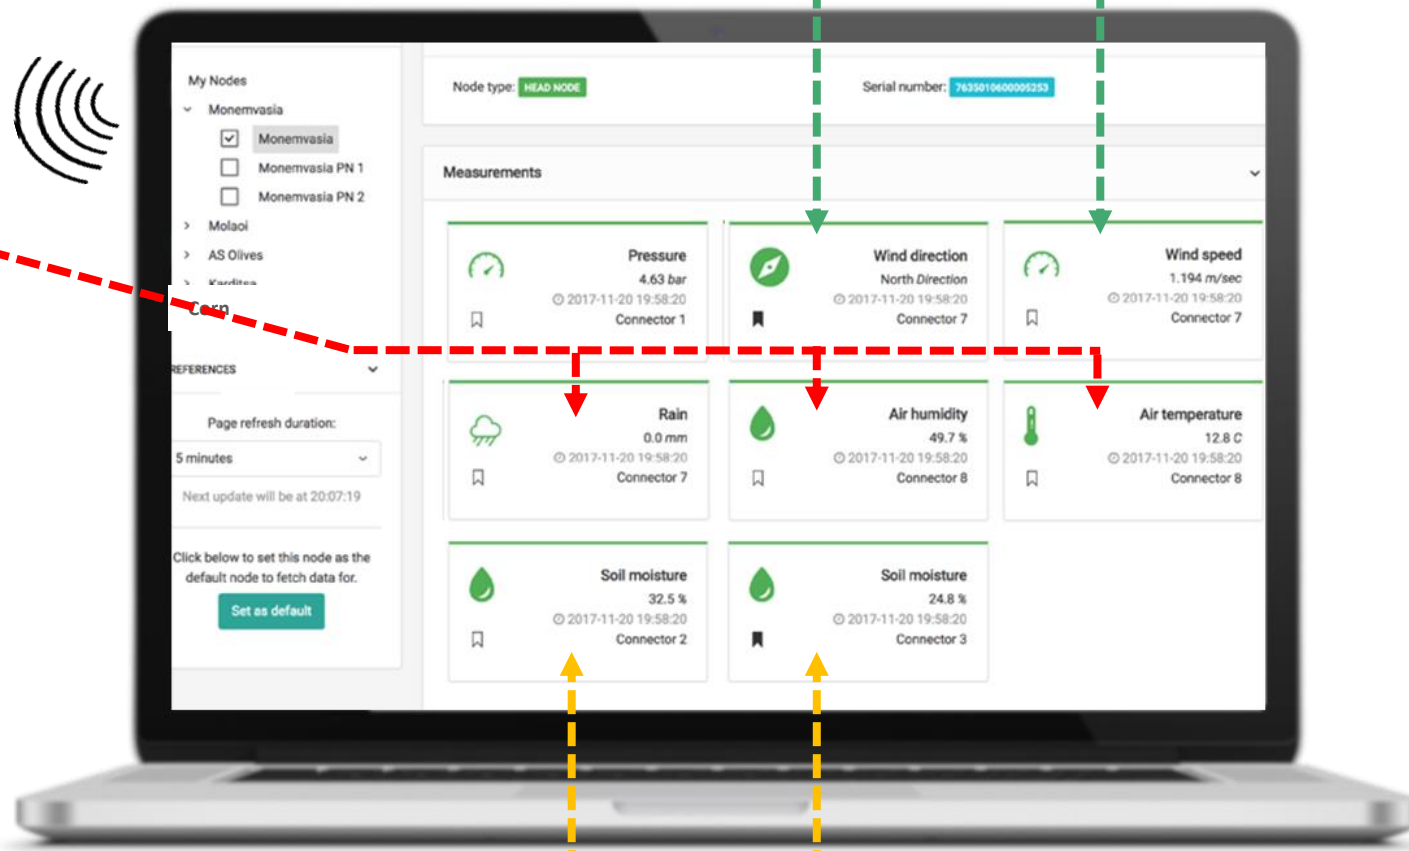 My Nodes
Monemvasia
Monemvasia
Monemvasia PN 1
Monemvasia PN 2
Molaoi
AS Olives
Karditsa
Corn
REFERENCES
Page refresh duration:
5 minutes
Next update will be at 20:07:19
Click below to set this node as the
default node to fetch data for.
Set as default
Node type: HEAD NODE
Serial number: 7635010600005253
Measurements
Pressure
4.63 bar
2017-11-20 19:58:20
Connector 1
Wind direction
North Direction
2017-11-20 19:58:20
Connector 7
Wind speed
1.194 m/sec
2017-11-20 19:58:20
Connector 7
Rain
0.0 mm
2017-11-20 19:58:20
Connector 7
Air humidity
49.7 %
2017-11-20 19:58:20
Connector 8
Air temperature
12.8 C
2017-11-20 19:58:20
Connector 8
Soil moisture
32.5 %
2017-11-20 19:58:20
Connector 2
Soil moisture
24.8 %
2017-11-20 19:58:20
Connector 3